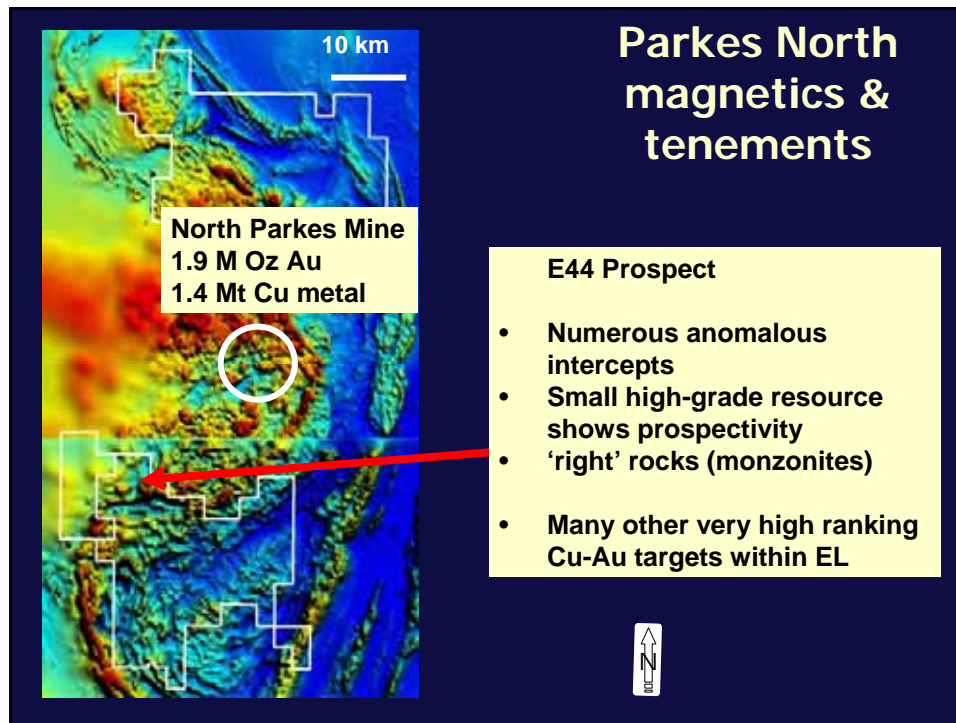 Parkes North
magnetics &
tenements
10 km
North Parkes Mine
1.9 M Oz Au
1.4 Mt Cu metal
E44 Prospect
• Numerous anomalous
intercepts
• Small high-grade resource
shows prospectivity
• ‘right’ rocks (monzonites)
• Many other very high ranking
Cu-Au targets within EL
N